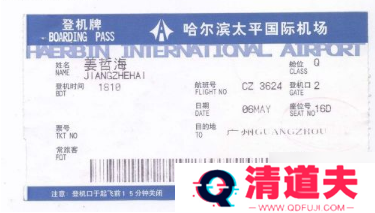 登机牌
BOARDING PASS
哈尔滨太平国际机场
HAERBIN INTERNATIONAL AIRPORT
姓名 姜哲海
NAME JIANGZHEHAI
舱位 Q
CLASS
登机时间 1810
BDT
航班号 CZ 3624
FLIGHT NO
登机口 2
GATE
日期 06MAY
DATE
座位号 16D
SEAT NO
票号
TKT NO
目的地 广州GUANGZHOU
TO
常旅客
FQT
注意:登机口于起飞前15分钟关闭
清道夫
WWW.QDFUJI.COM